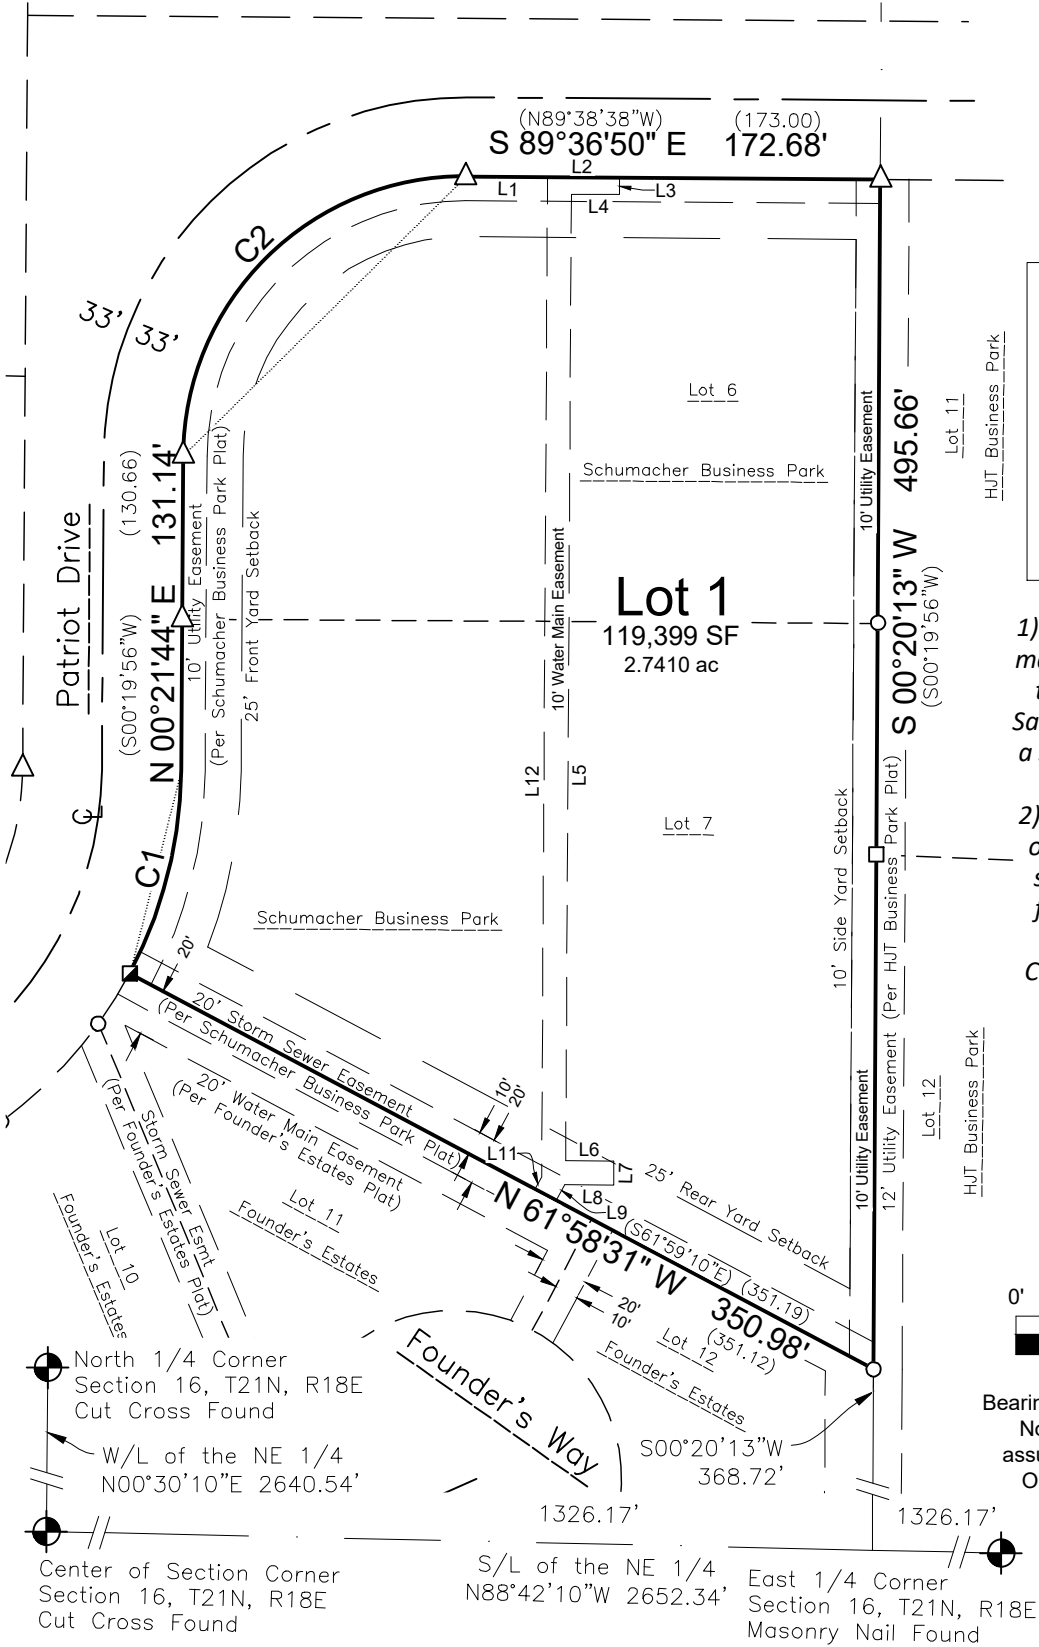 (N89°38'38"W) (173.00)
S 89°36'50" E 172.68'
L2
L1
L3
L4
C2
33' 33'
Lot 6
Schumacher Business Park
10' Utility Easement
495.66'
S 00°20'13" W
(S00°19'56"W)
Lot 11
HJT Business Park
Patriot Drive
(130.66)
(S00°19'56"W)
N 00°21'44" E 131.14'
10' Utility Easement
(Per Schumacher Business Park Plat)
25' Front Yard Setback
10' Water Main Easement
Lot 1
119,399 SF
2.7410 ac
1)
2)
L12
L5
Lot 7
C1
Schumacher Business Park
10' Side Yard Setback
12' Utility Easement (Per HJT Business Park Plat)
20'
20' Storm Sewer Easement
(Per Schumacher Business Park Plat)
20' Water Main Easement
(Per Founder's Estates Plat)
10'
20'
L11
L6
L7
L8
L9
10' Utility Easement
Lot 12
HJT Business Park
25' Rear Yard Setback
N 61°58'31" W 350.98'
(S61°59'10"E) (351.19)
(351.12)
Storm Sewer Esmt
(Per Founder's Estates Plat)
Lot 10
Founder's Estates
Lot 11
Founder's Estates
20'
10'
Lot 12
Founder's Estates
Founder's Way
0'
North 1/4 Corner
Section 16, T21N, R18E
Cut Cross Found
W/L of the NE 1/4
N00°30'10"E 2640.54'
S00°20'13"W
368.72'
1326.17'
1326.17'
Center of Section Corner
Section 16, T21N, R18E
Cut Cross Found
S/L of the NE 1/4
N88°42'10"W 2652.34'
East 1/4 Corner
Section 16, T21N, R18E
Masonry Nail Found